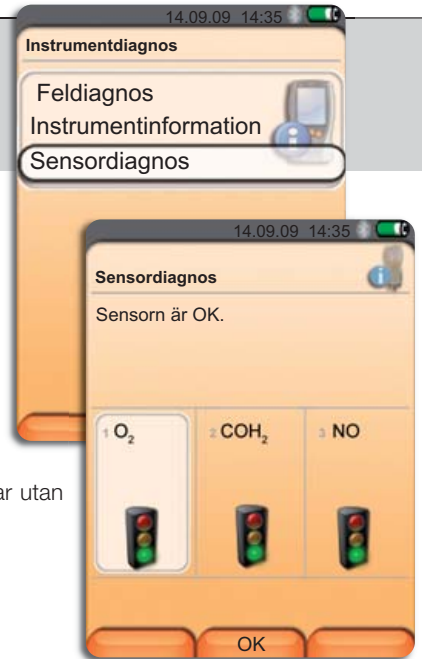 14.09.09 14:35
Instrumentdiagnos
Feldiagnos
Instrumentinformation
Sensordiagnos
14.09.09 14:35
Sensordiagnos
Sensorn är OK.
1 O₂
2 COH₂
3 NO
ar utan
OK